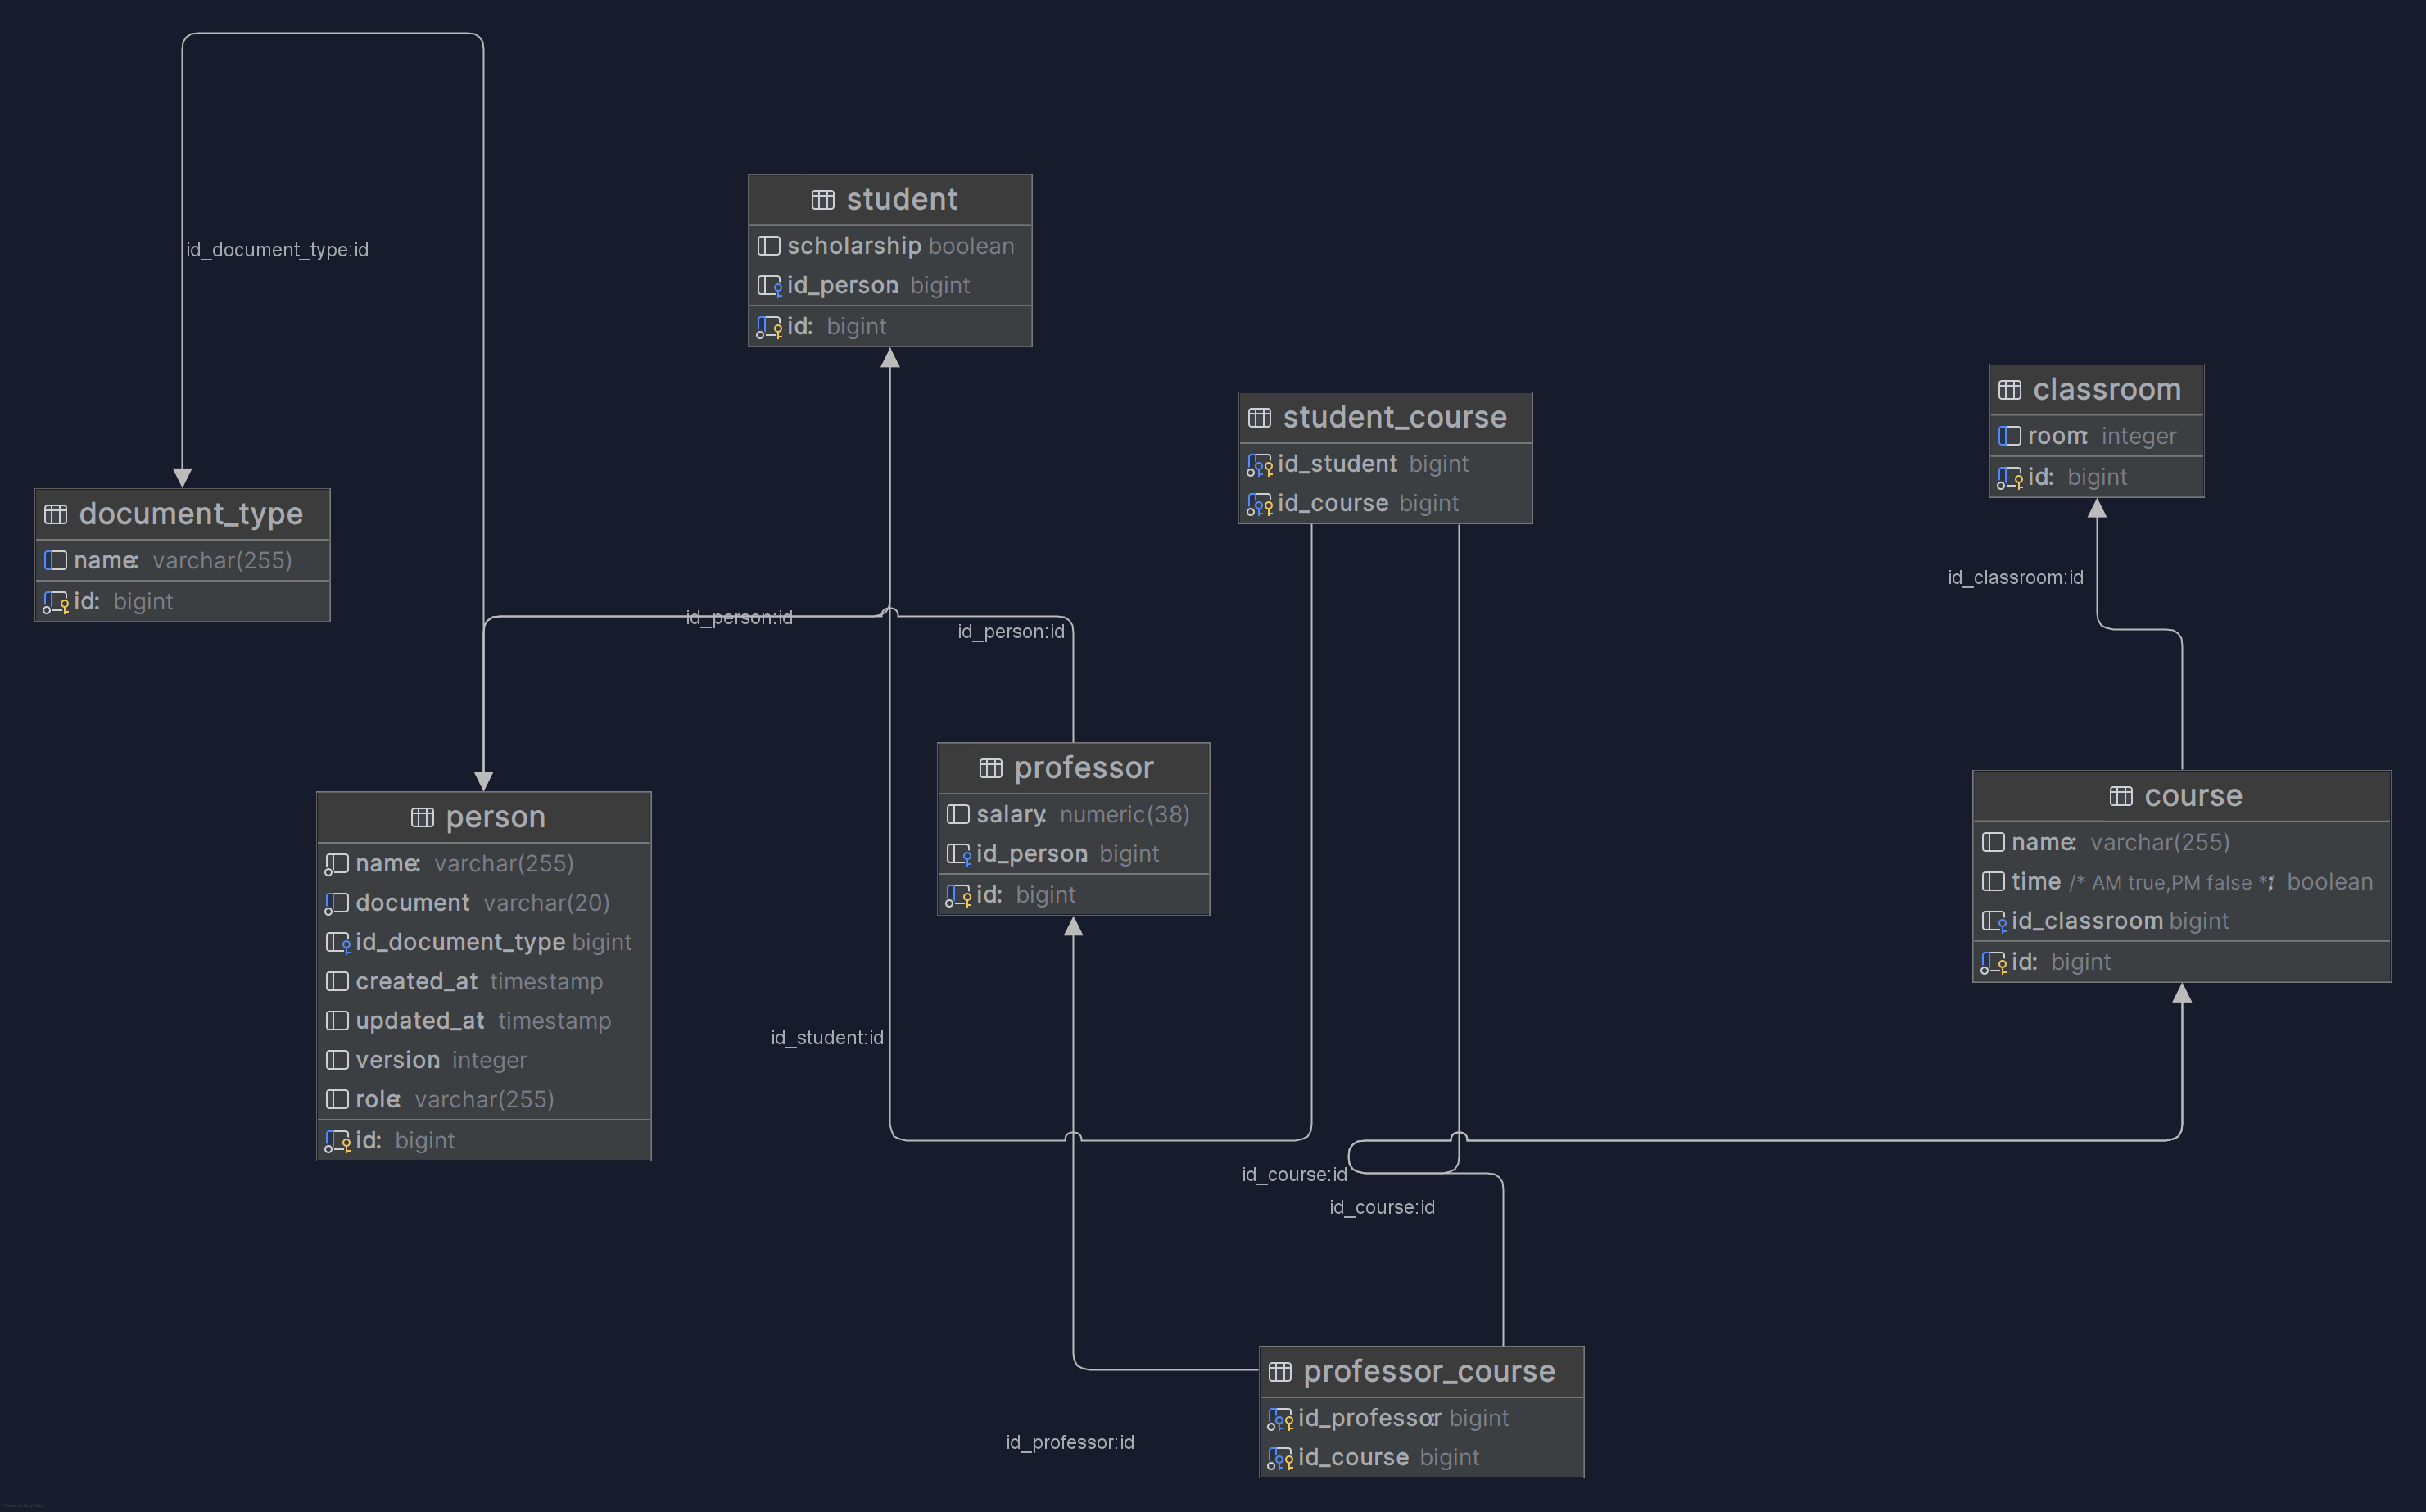 id_document_type:id
student
scholarship boolean
id_person: bigint
id: bigint
document_type
name: varchar(255)
id: bigint
student_course
id_student: bigint
id_course: bigint
classroom
room: integer
id: bigint
id_classroom:id
id_person:id
id_person:id
person
name: varchar(255)
document varchar(20)
id_document_type: bigint
created_at timestamp
updated_at timestamp
version: integer
role: varchar(255)
id: bigint
professor
salary: numeric(38)
id_person: bigint
id: bigint
course
name: varchar(255)
time /* AM true,PM false */: boolean
id_classroom: bigint
id: bigint
id_student:id
id_course:id
id_course:id
id_professor:id
professor_course
id_professor: bigint
id_course: bigint